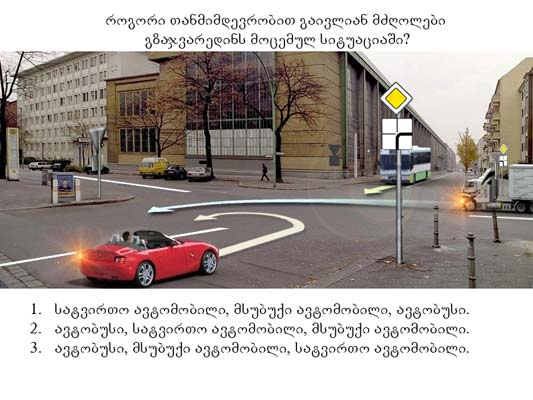 როგორი თანმიმდევრობით გაივლიან მძღოლები
გზაჯვარედინს მოცემულ სიტუაციაში?
1. სატვირთო ავტომობილი, მსუბუქი ავტომობილი, ავტობუსი.
2. ავტობუსი, სატვირთო ავტომობილი, მსუბუქი ავტომობილი.
3. ავტობუსი, მსუბუქი ავტომობილი, სატვირთო ავტომობილი.